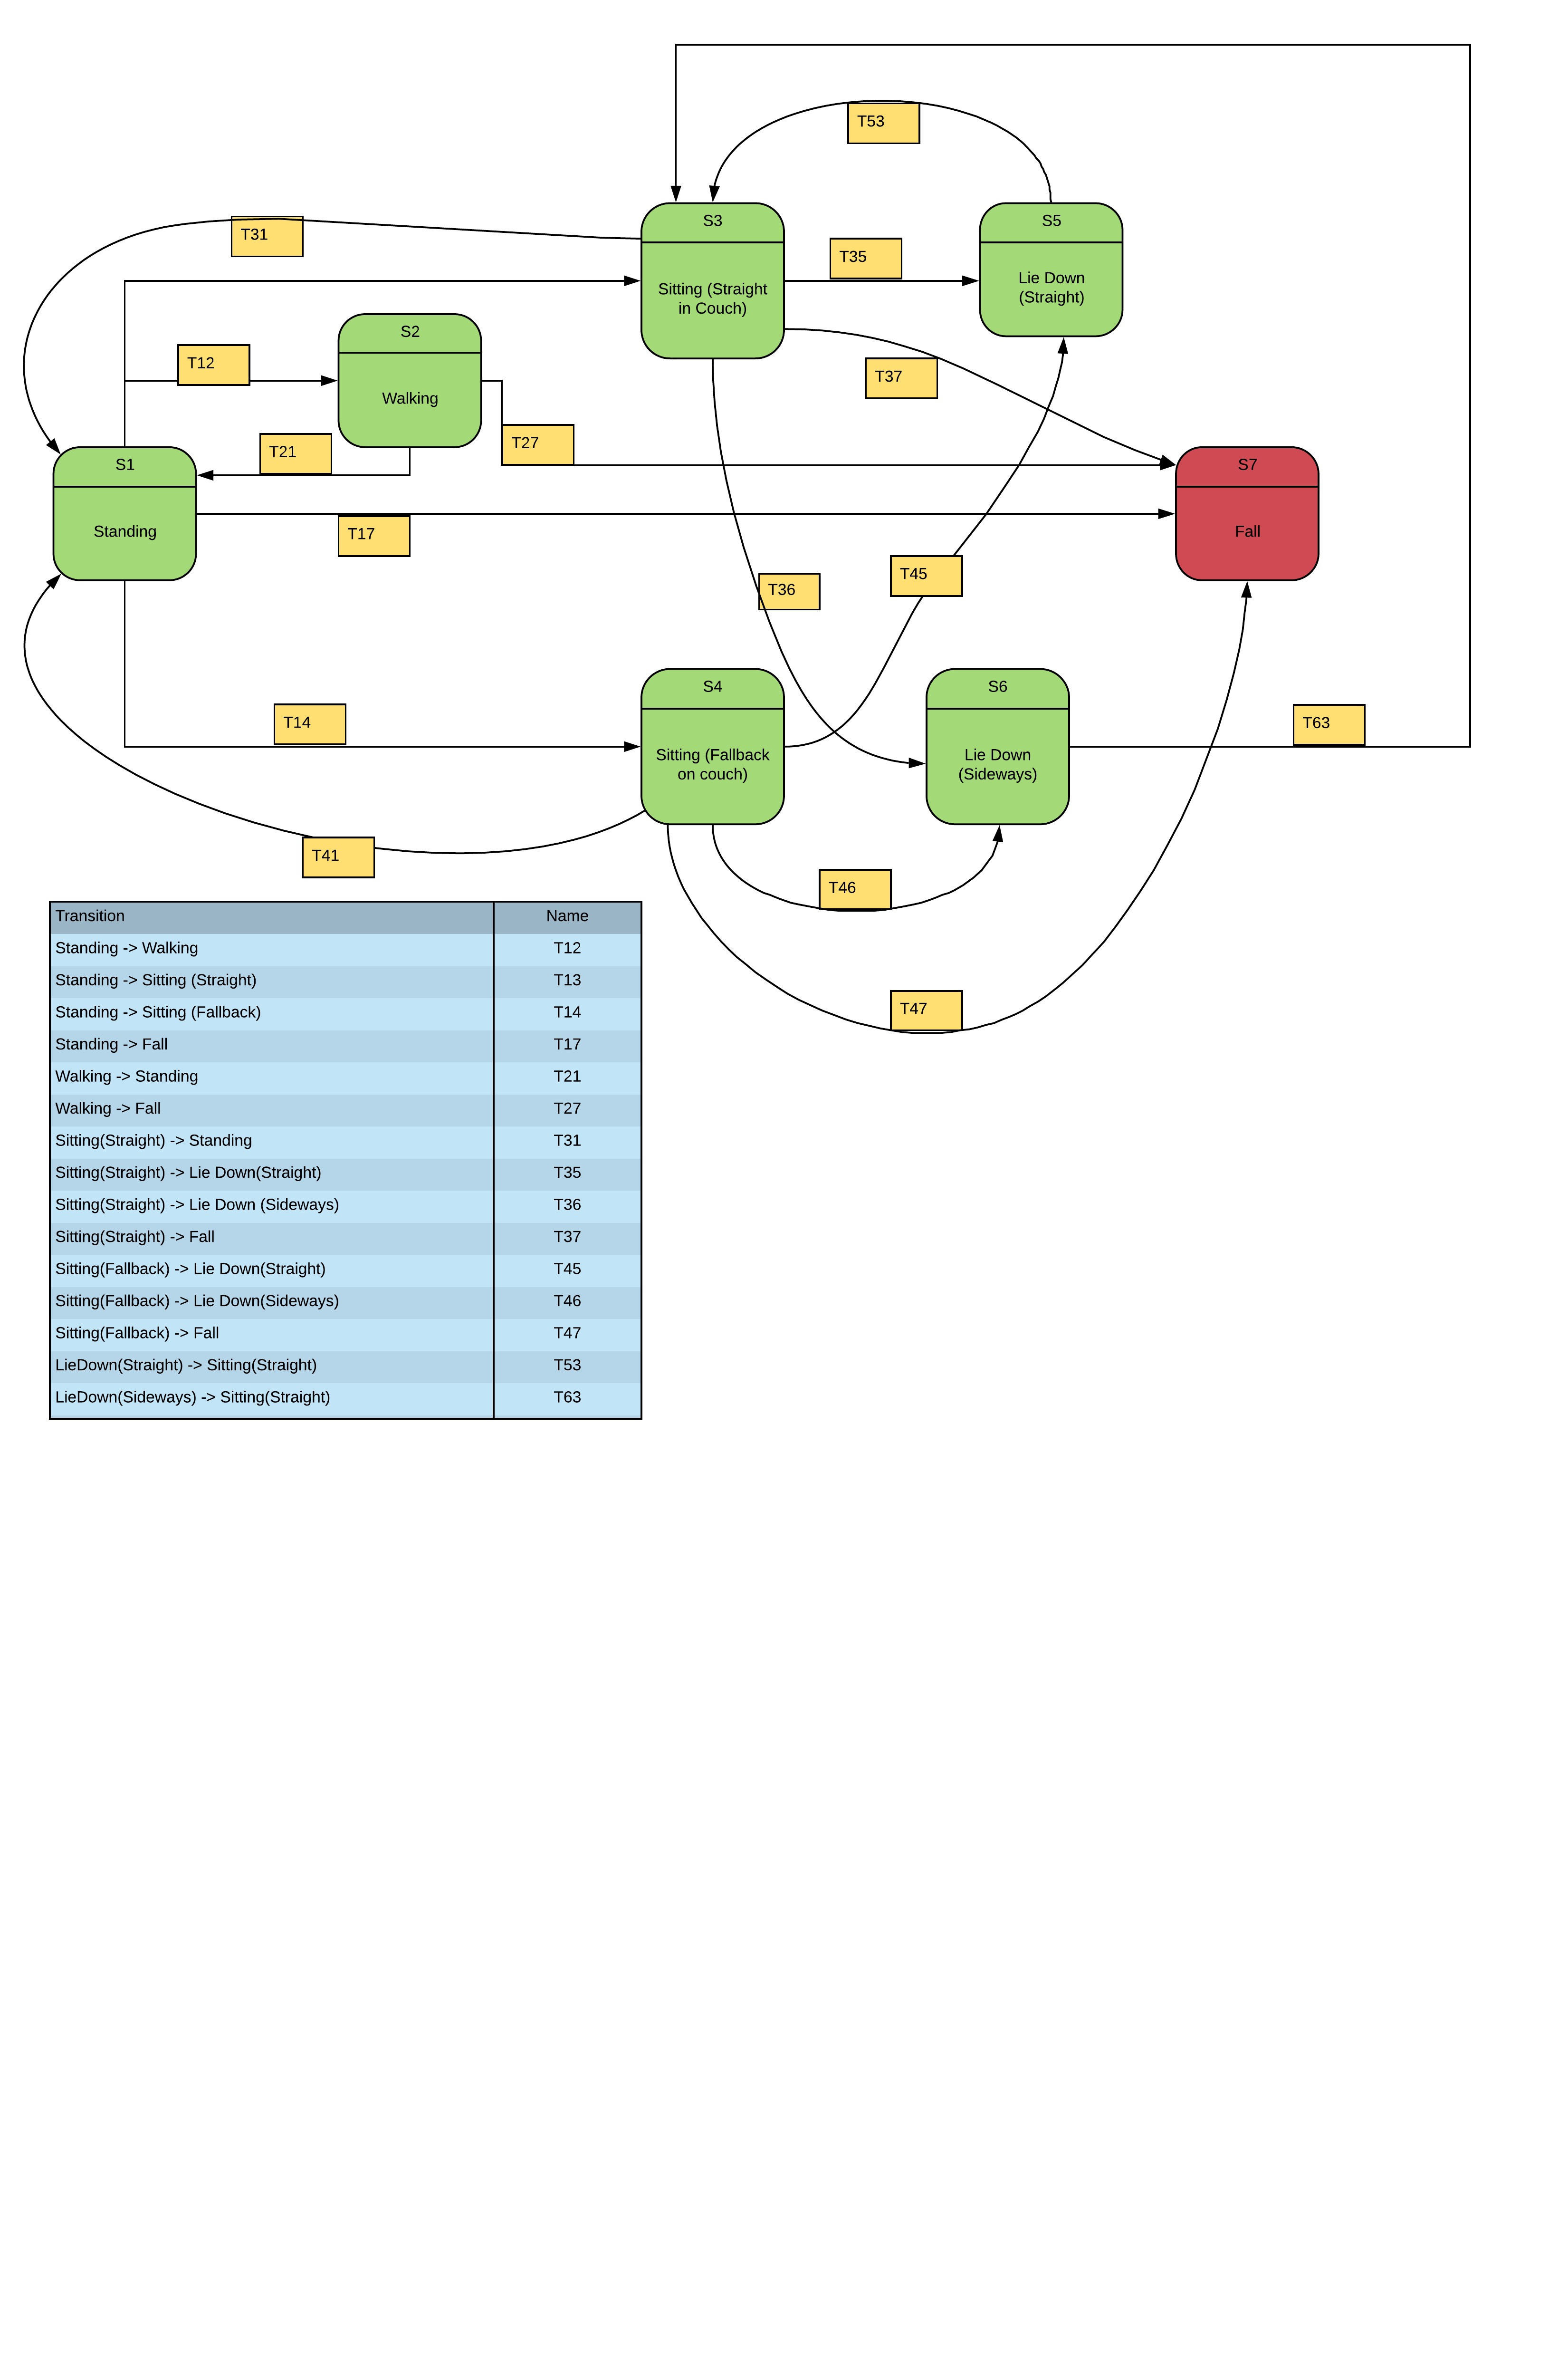 T53
S3
S5
T31
T35
Sitting (Straight
in Couch)
Lie Down
(Straight)
S2
T12
T37
Walking
T27
T21
S1
S7
Standing
T17
Fall
T36
T45
S4
S6
T14
T63
Sitting (Fallback
on couch)
Lie Down
(Sideways)
T41
T46
T47
Transition Name
Standing -> Walking T12
Standing -> Sitting (Straight) T13
Standing -> Sitting (Fallback) T14
Standing -> Fall T17
Walking -> Standing T21
Walking -> Fall T27
Sitting(Straight) -> Standing T31
Sitting(Straight) -> Lie Down(Straight) T35
Sitting(Straight) -> Lie Down (Sideways) T36
Sitting(Straight) -> Fall T37
Sitting(Fallback) -> Lie Down(Straight) T45
Sitting(Fallback) -> Lie Down(Sideways) T46
Sitting(Fallback) -> Fall T47
LieDown(Straight) -> Sitting(Straight) T53
LieDown(Sideways) -> Sitting(Straight) T63